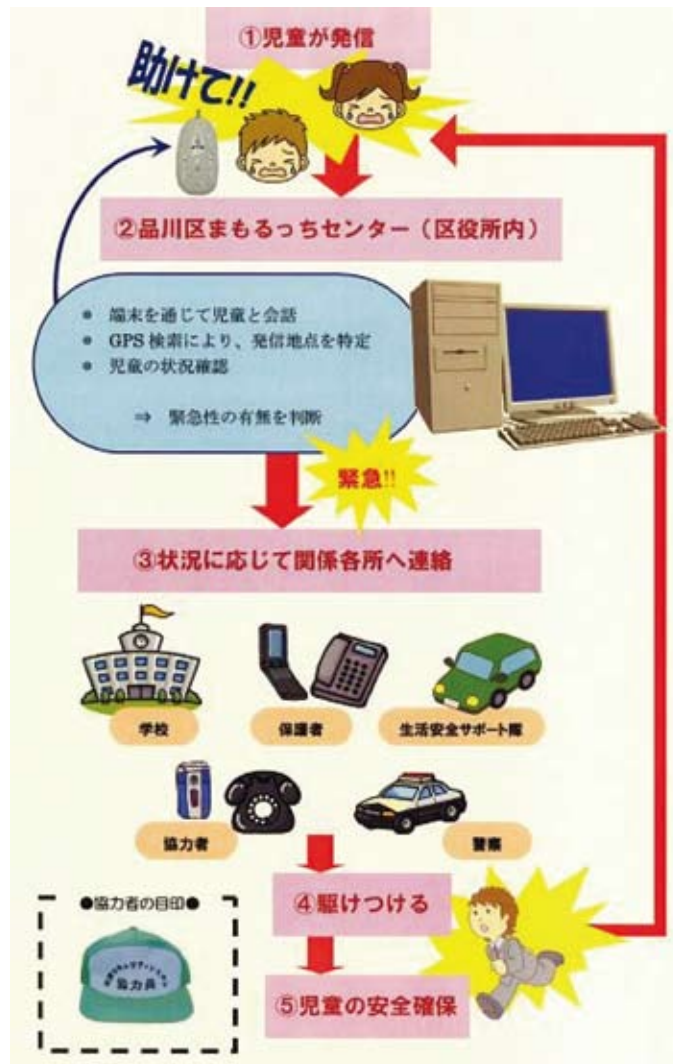 ①児童が発信
助けて!!
②品川区まもるっちセンター（区役所内）
● 端末を通じて児童と会話
● GPS 検索により、発信地点を特定
● 児童の状況確認
⇒ 緊急性の有無を判断
緊急!!
③状況に応じて関係各所へ連絡
学校
保護者
生活安全サポート隊
協力者
警察
④駆けつける
●協力者の目印●
協力員
⑤児童の安全確保